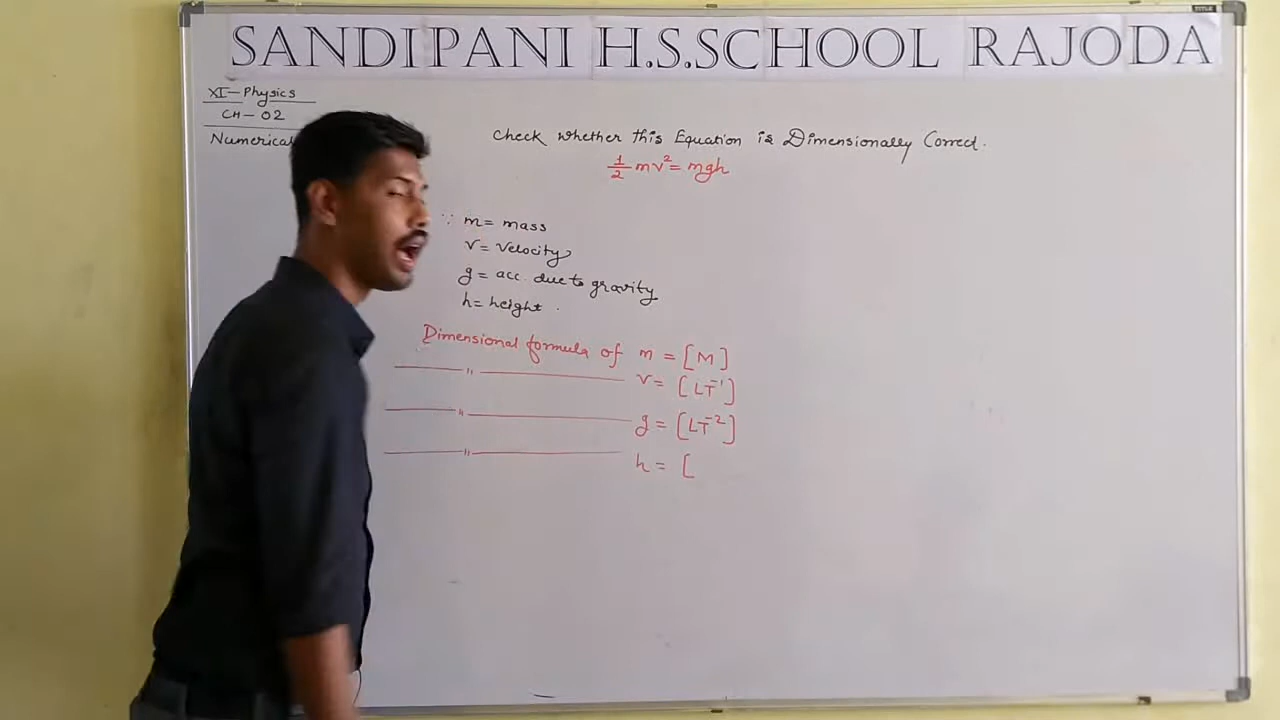 TITLE
SANDIPANI H.S.SCHOOL RAJODA
XI-Physics
CH-02
Numerical
Check whether this Equation is Dimensionally Correct.
1/2 mv² = mgh
∵ m = mass
v = velocity
g = acc. due to gravity
h = height.
Dimensional formula of m = [M]
〃 v = [LT⁻¹]
〃 g = [LT⁻²]
〃 h = [